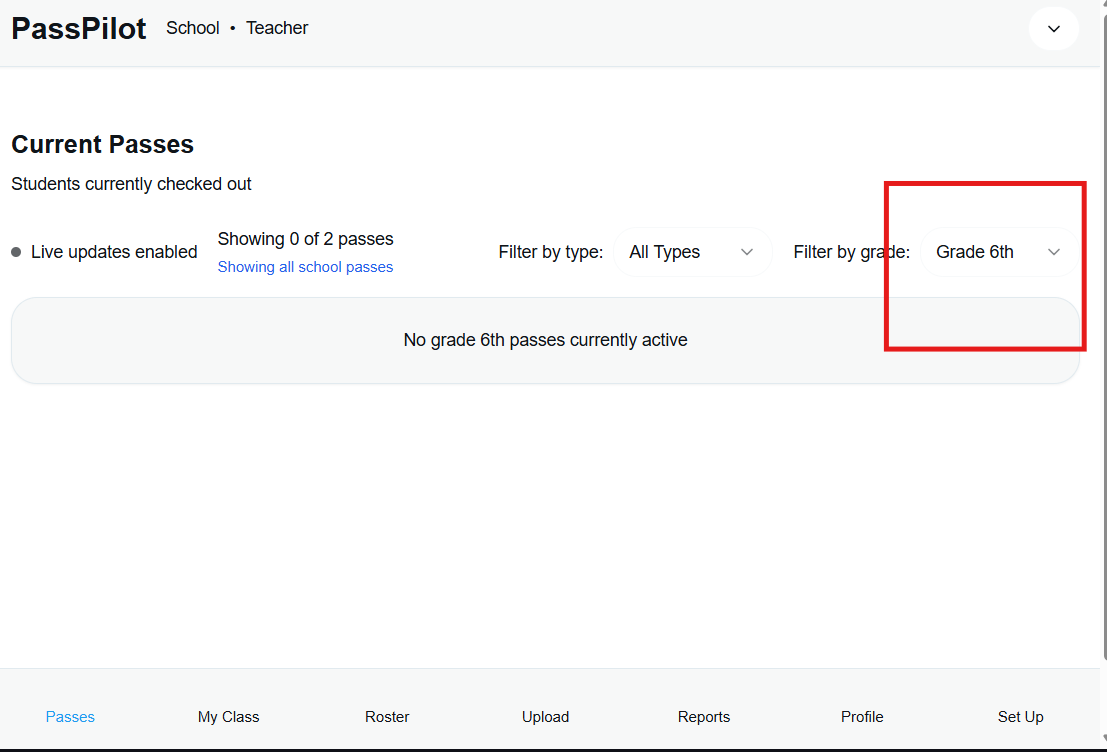 PassPilot School • Teacher
Current Passes
Students currently checked out
Live updates enabled
Showing 0 of 2 passes
Showing all school passes
Filter by type: All Types
Filter by grade: Grade 6th
No grade 6th passes currently active
Passes My Class Roster Upload Reports Profile Set Up